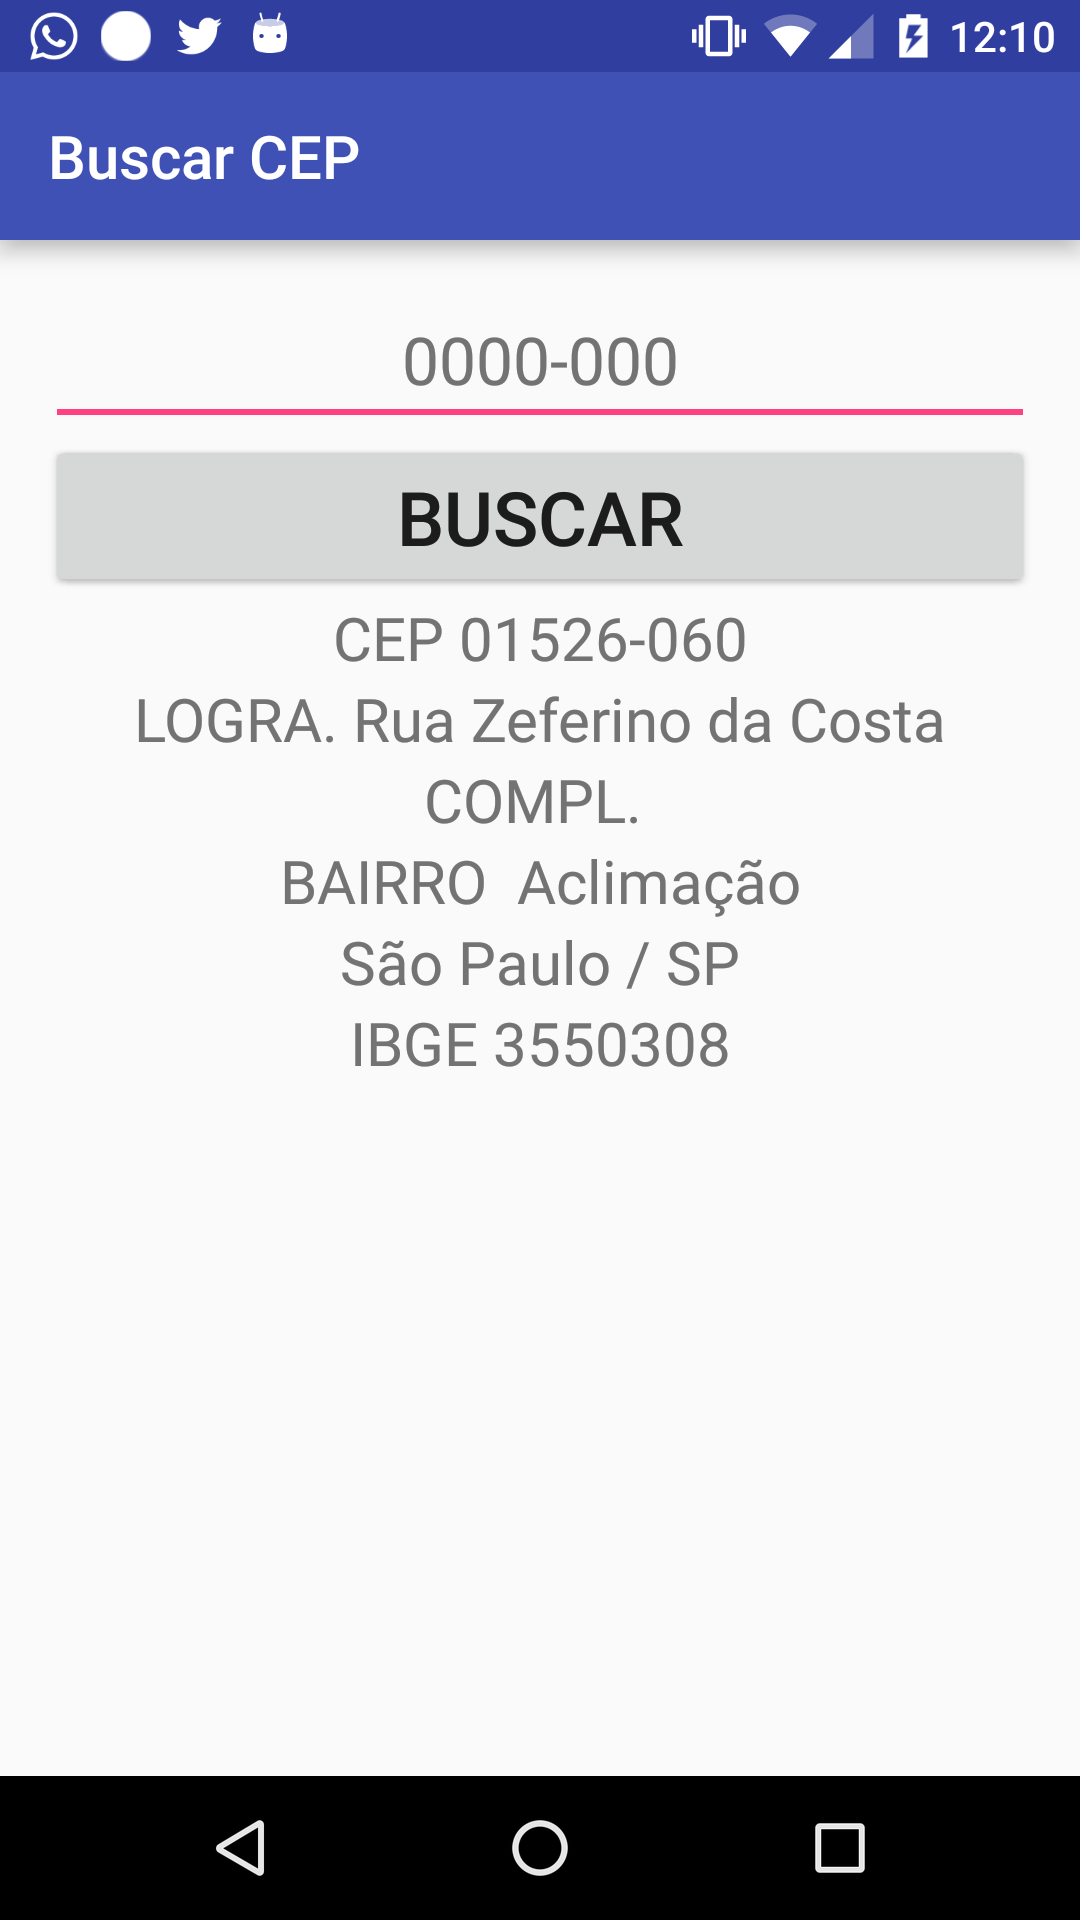 12:10
Buscar CEP
0000-000
BUSCAR
CEP 01526-060
LOGRA. Rua Zeferino da Costa
COMPL.
BAIRRO  Aclimação
São Paulo / SP
IBGE 3550308